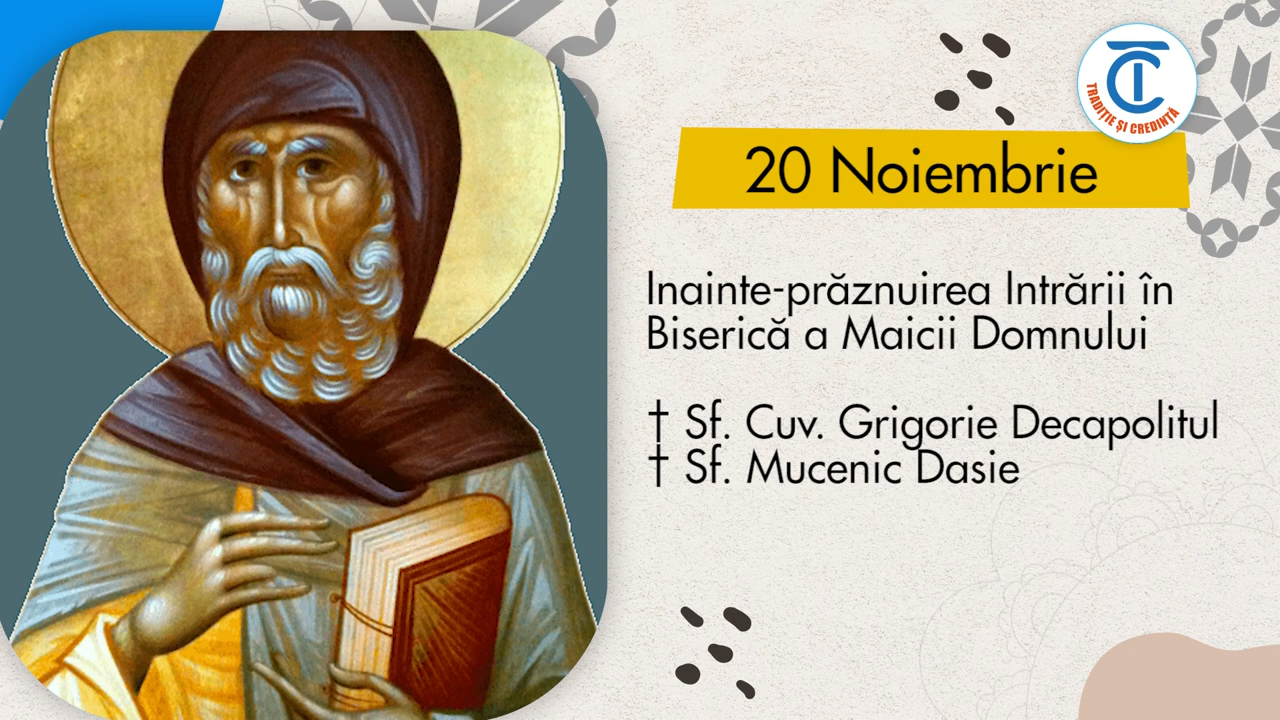 TRADIȚIE ȘI CREDINȚĂ
20 Noiembrie
Inainte-prăznuirea Intrării în
Biserică a Maicii Domnului
† Sf. Cuv. Grigorie Decapolitul
† Sf. Mucenic Dasie